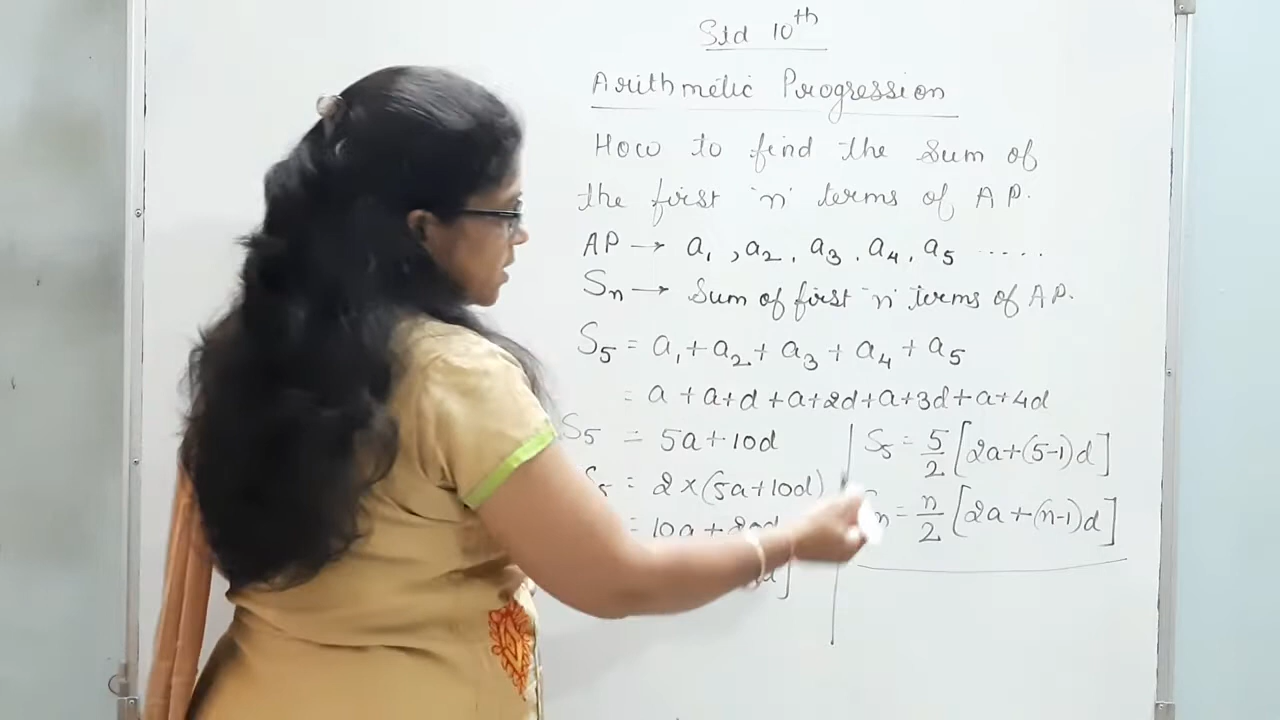 Std 10th
Arithmetic Progression
How to find the Sum of
the first 'n' terms of A P.
AP → a₁ , a₂ , a₃ , a₄ , a₅ .....
Sn → Sum of first 'n' terms of AP.
S₅ = a₁ + a₂ + a₃ + a₄ + a₅
= a + a+d + a+2d + a+3d + a+4d
S₅ = 5a + 10d
S₅ = 2 × (5a+10d)
= 10a + 20d
d]
S₅ = 5/2 [2a+(5-1)d]
n = n/2 [2a+(n-1)d]